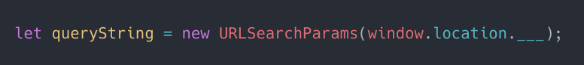 let queryString = new URLSearchParams(window.location.___);